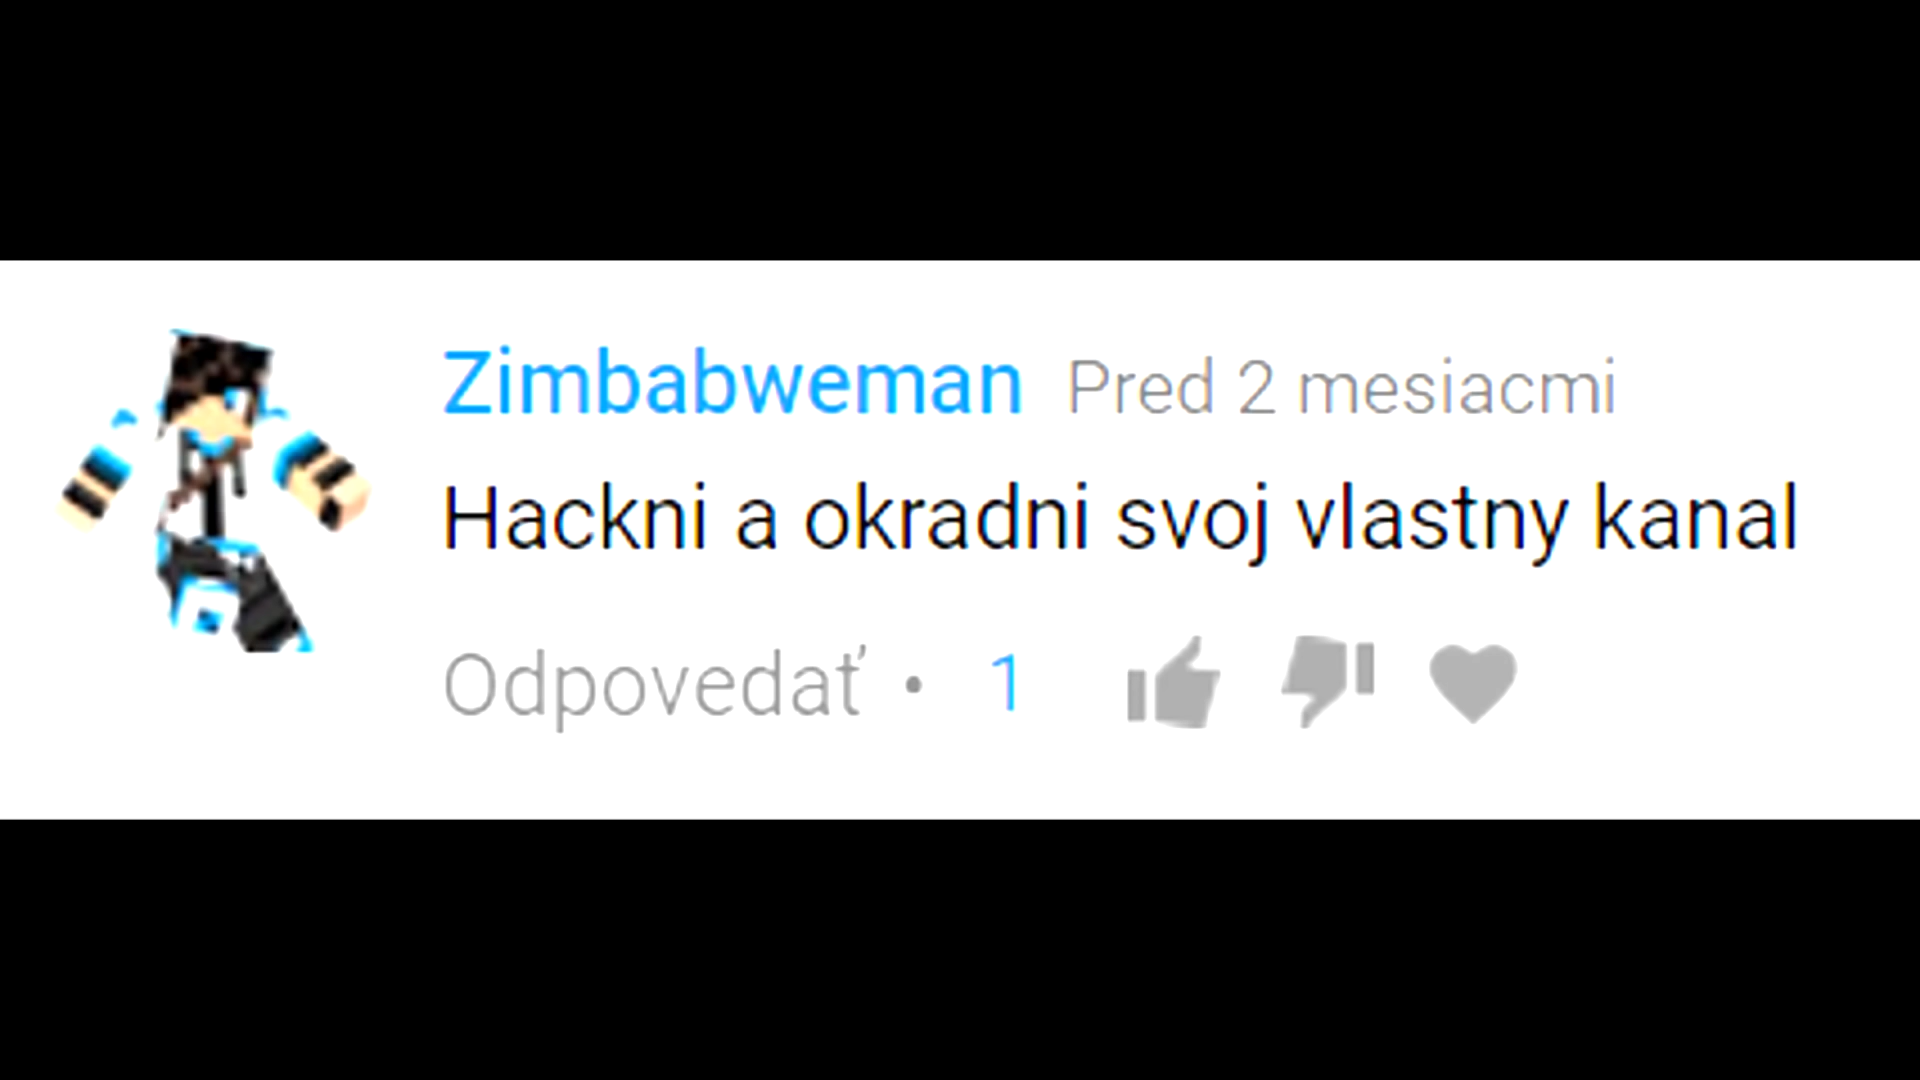 Zimbabweman Pred 2 mesiacmi
Hackni a okradni svoj vlastny kanal
Odpovedať • 1